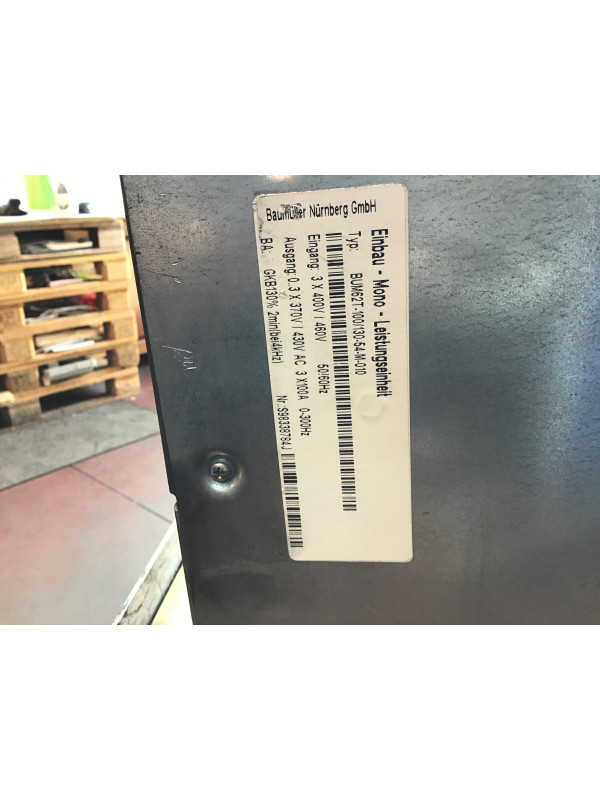 Baumüller Nürnberg GmbH
Einbau - Mono - Leistungseinheit
Typ: BUM62T-100/130-54-M-010
Eingang: 3 X 400V / 460V 50/60Hz
Ausgang: 0..3 X 370V / 430V AC 3 X100A 0-300Hz
BA.: GKB130% 2min(bei4kHz) Nr.:S98338784J